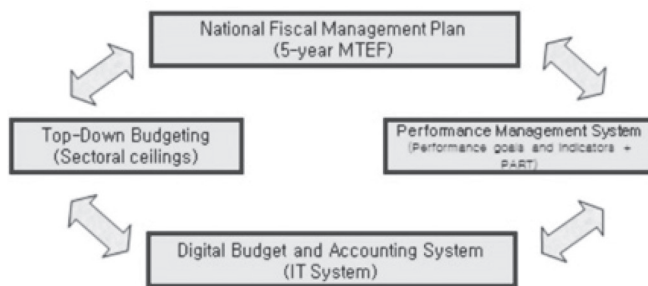 National Fiscal Management Plan
(5-year MTEF)
Top-Down Budgeting
(Sectoral ceilings)
Performance Management System
(Performance goals and indicators +
PART)
Digital Budget and Accounting System
(IT System)